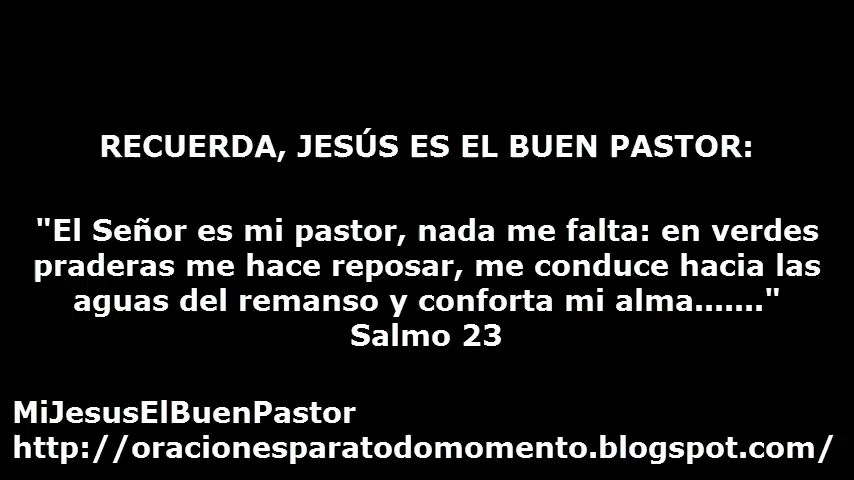 RECUERDA, JESÚS ES EL BUEN PASTOR:
"El Señor es mi pastor, nada me falta: en verdes
praderas me hace reposar, me conduce hacia las
aguas del remanso y conforta mi alma......."
Salmo 23
MiJesusElBuenPastor
http://oracionesparatodomomento.blogspot.com/